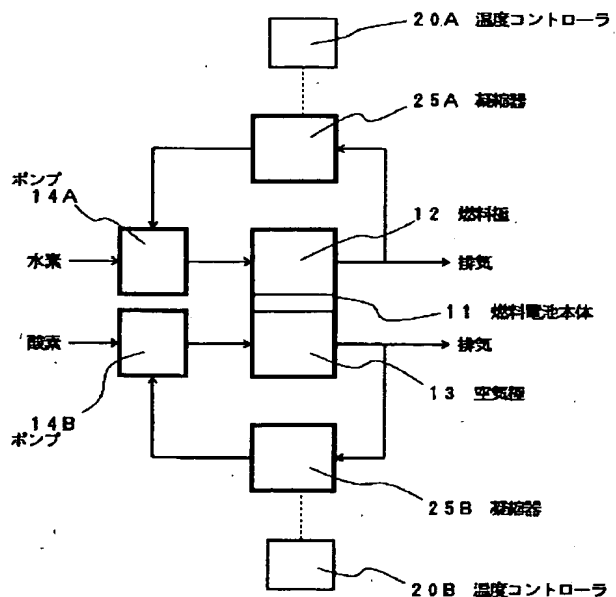 20A 温度コントローラ
25A 凝縮器
ポンプ
14A
12 燃料極
水素
排気
11 燃料電池本体
酸素
排気
13 空気極
14B
ポンプ
25B 凝縮器
20B 温度コントローラ